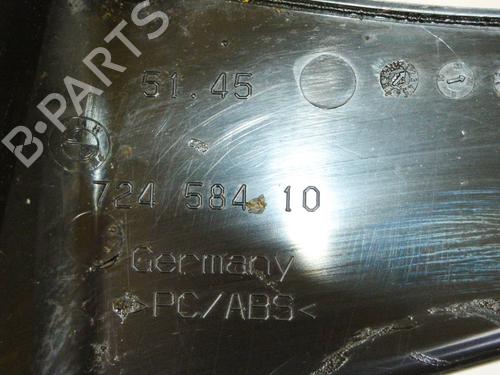 B-PARTS
51.45
724 584 10
Germany
>PC/ABS<